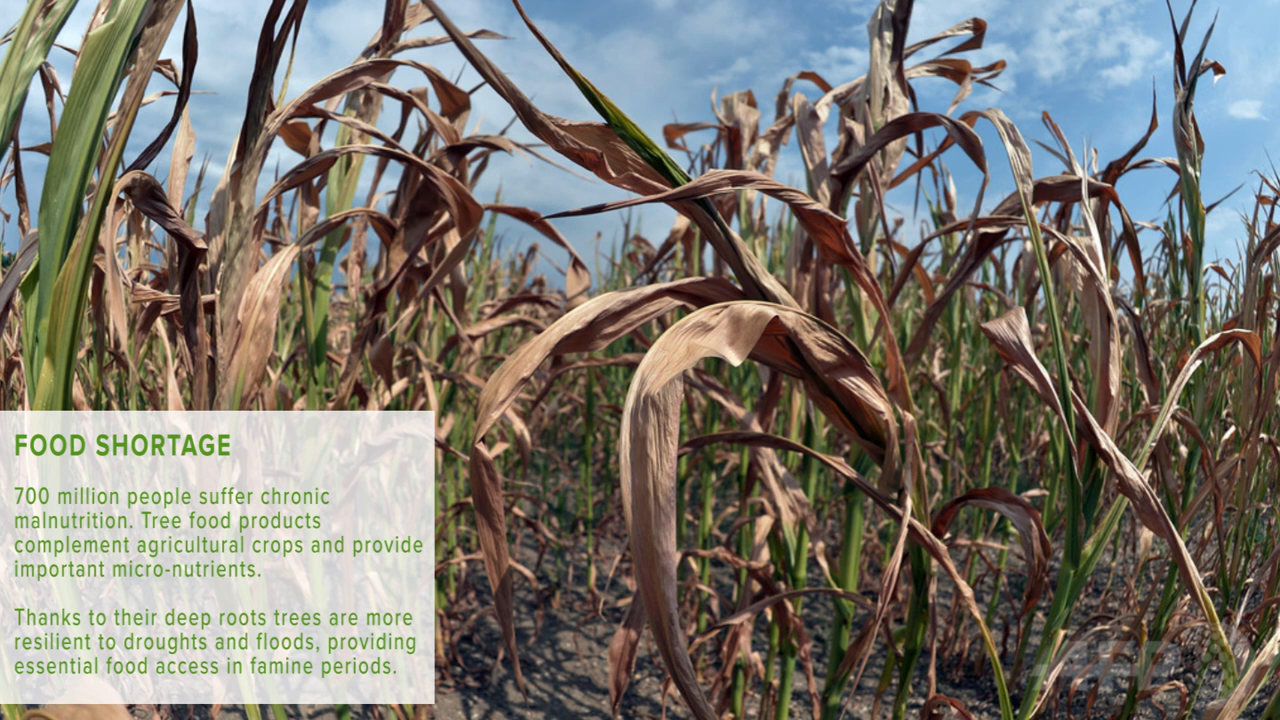 FOOD SHORTAGE
700 million people suffer chronic
malnutrition. Tree food products
complement agricultural crops and provide
important micro-nutrients.
Thanks to their deep roots trees are more
resilient to droughts and floods, providing
essential food access in famine periods.